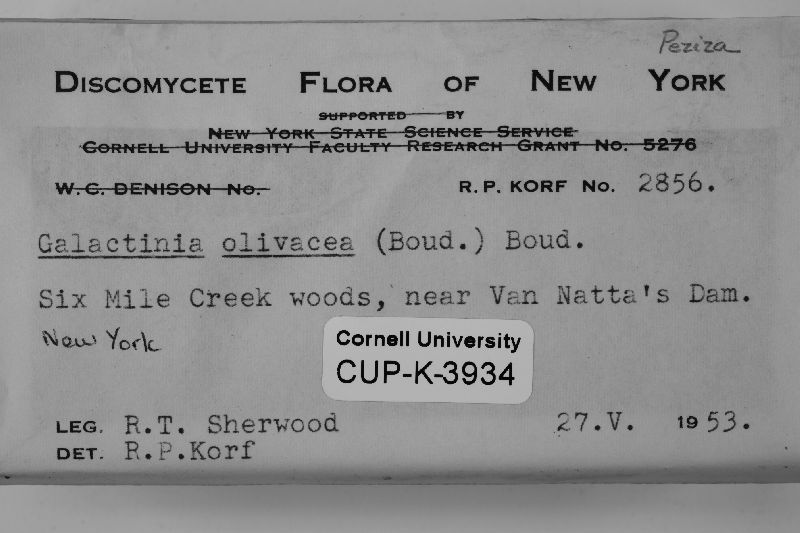 Peziza
DISCOMYCETE FLORA OF NEW YORK
SUPPORTED BY
NEW YORK STATE SCIENCE SERVICE
CORNELL UNIVERSITY FACULTY RESEARCH GRANT NO. 5276
W. C. DENISON NO. R. P. KORF NO. 2856.
Galactinia olivacea (Boud.) Boud.
Six Mile Creek woods, near Van Natta's Dam.
New York
Cornell University
CUP-K-3934
LEG. R.T. Sherwood 27.V. 1953.
DET. R.P.Korf